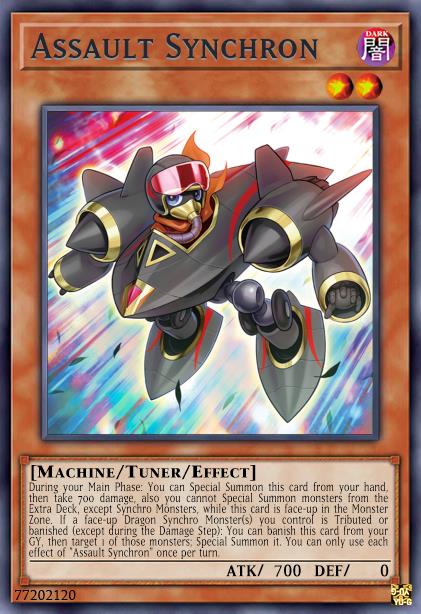 ASSAULT SYNCHRON
DARK
闇
[MACHINE/TUNER/EFFECT]
During your Main Phase: You can Special Summon this card from your hand,
then take 700 damage, also you cannot Special Summon monsters from the
Extra Deck, except Synchro Monsters, while this card is face-up in the Monster
Zone. If a face-up Dragon Synchro Monster(s) you control is Tributed or
banished (except during the Damage Step): You can banish this card from your
GY, then target 1 of those monsters; Special Summon it. You can only use each
effect of "Assault Synchron" once per turn.
ATK/ 700 DEF/ 0
77202120